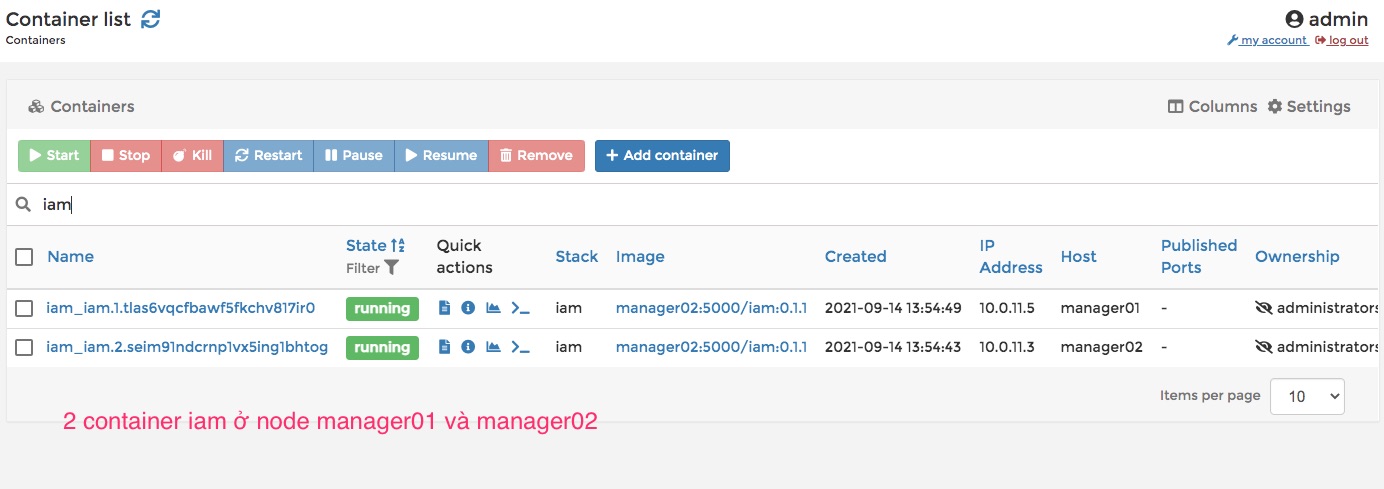 Container list
admin
Containers
my account log out
Containers
Columns Settings
Start Stop Kill Restart Pause Resume Remove + Add container
iam
Name State Filter Quick actions Stack Image Created IP Address Host Published Ports Ownership
iam_iam.1.tlas6vqcfbawf5fkchv817ir0 running iam manager02:5000/iam:0.1.1 2021-09-14 13:54:49 10.0.11.5 manager01 - administrators
iam_iam.2.seim91ndcrnp1vx5ing1bhtog running iam manager02:5000/iam:0.1.1 2021-09-14 13:54:43 10.0.11.3 manager02 - administrators
Items per page 10
2 container iam ở node manager01 và manager02